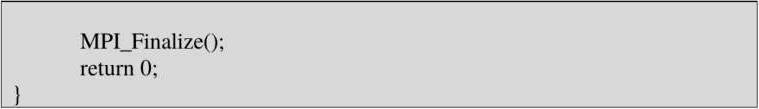 MPI_Finalize();
return 0;
}